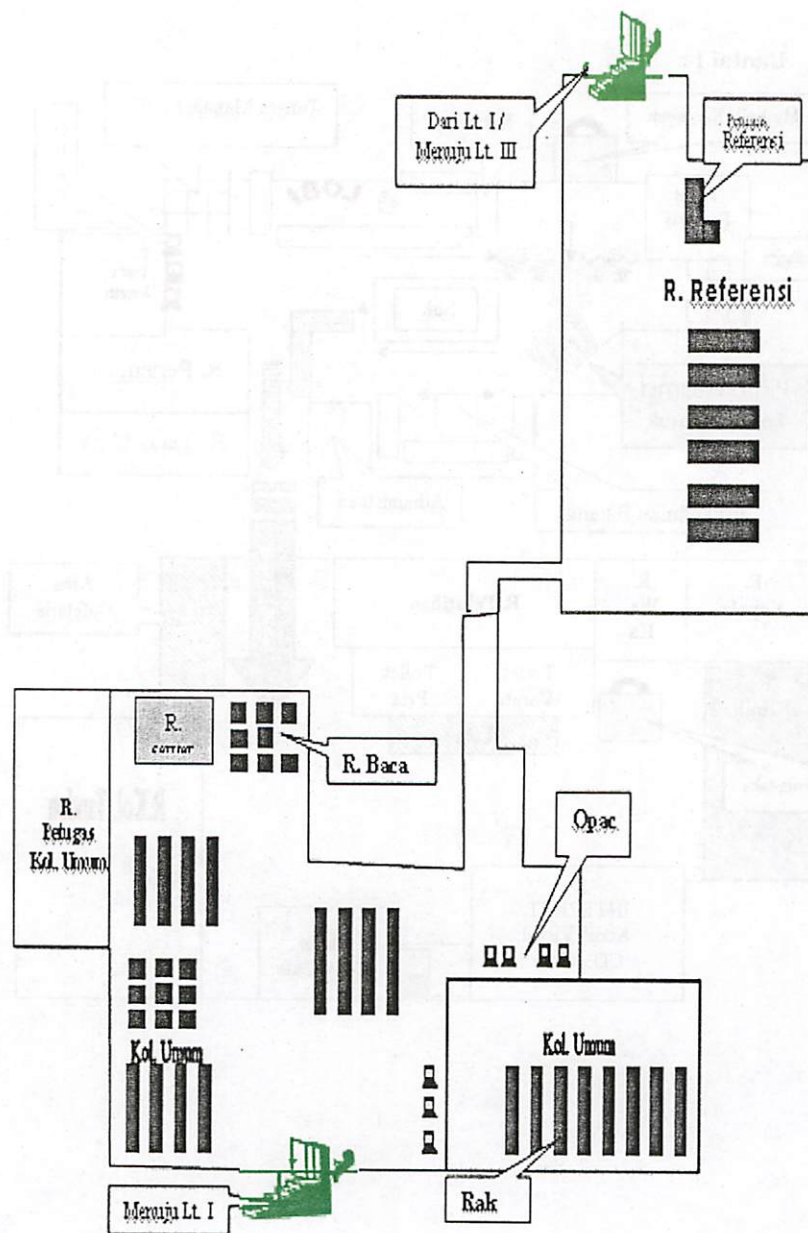 Dari Lt. I /
Menuju Lt. III
Referensi
R. Referensi
R.
R. Baca
R.
Petugas
Kol. Umum
Opac
Kol. Umum
Kol. Umum
Rak
Menuju Lt. I